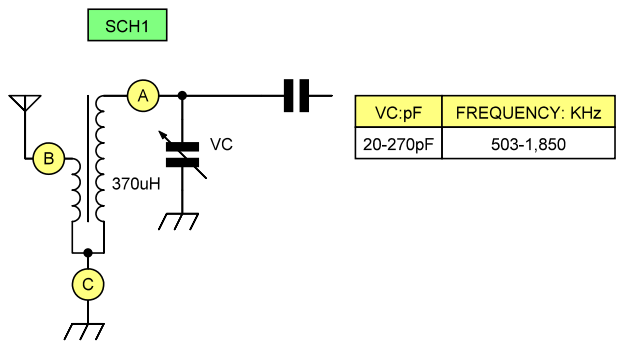 SCH1
A
B
VC
370uH
C
VC:pF FREQUENCY: KHz
20-270pF 503-1,850